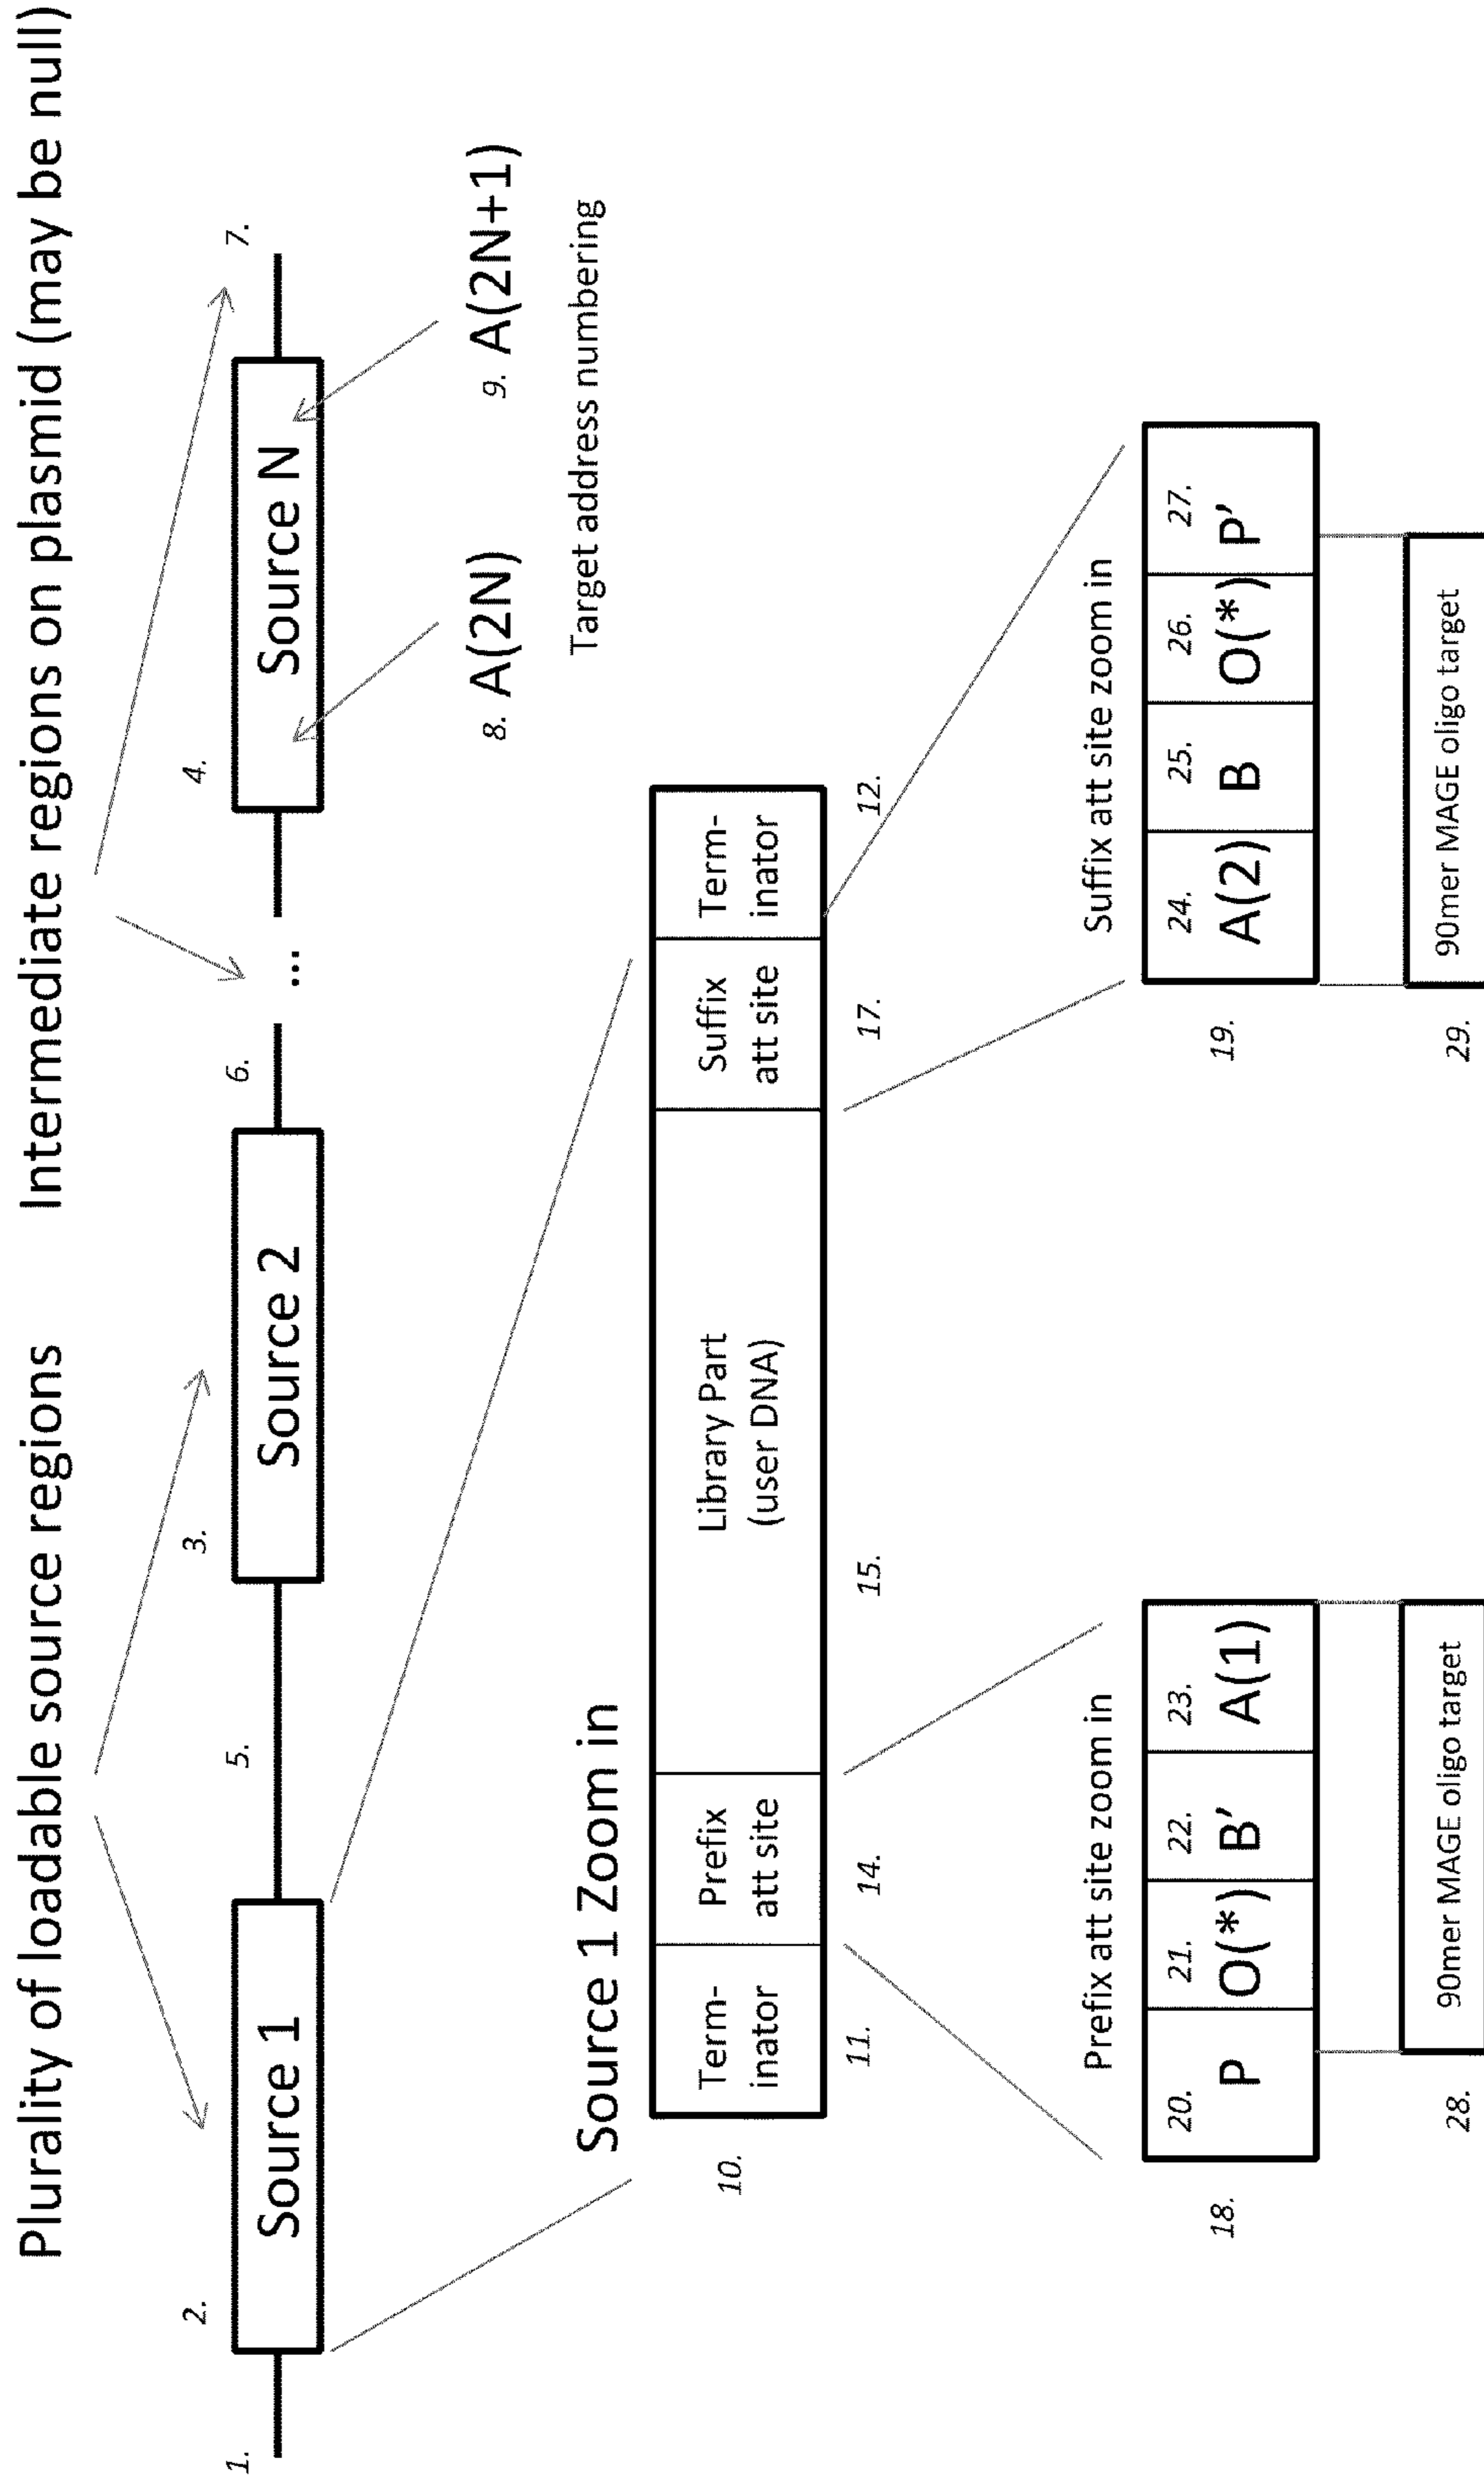 Plurality of loadable source regions
Intermediate regions on plasmid (may be null)
1.
2.
Source 1
5.
3.
Source 2
6.
...
4.
Source N
7.
8. A(2N)
9. A(2N+1)
Target address numbering
Source 1 Zoom in
10.
Term-
inator
11.
Prefix
att site
14.
Library Part
(user DNA)
15.
Suffix
att site
17.
Term-
inator
12.
Prefix att site zoom in
18.
20.
P
21.
O(*)
22.
B'
23.
A(1)
28.
90mer MAGE oligo target
Suffix att site zoom in
19.
24.
A(2)
25.
B
26.
O(*)
27.
P'
29.
90mer MAGE oligo target